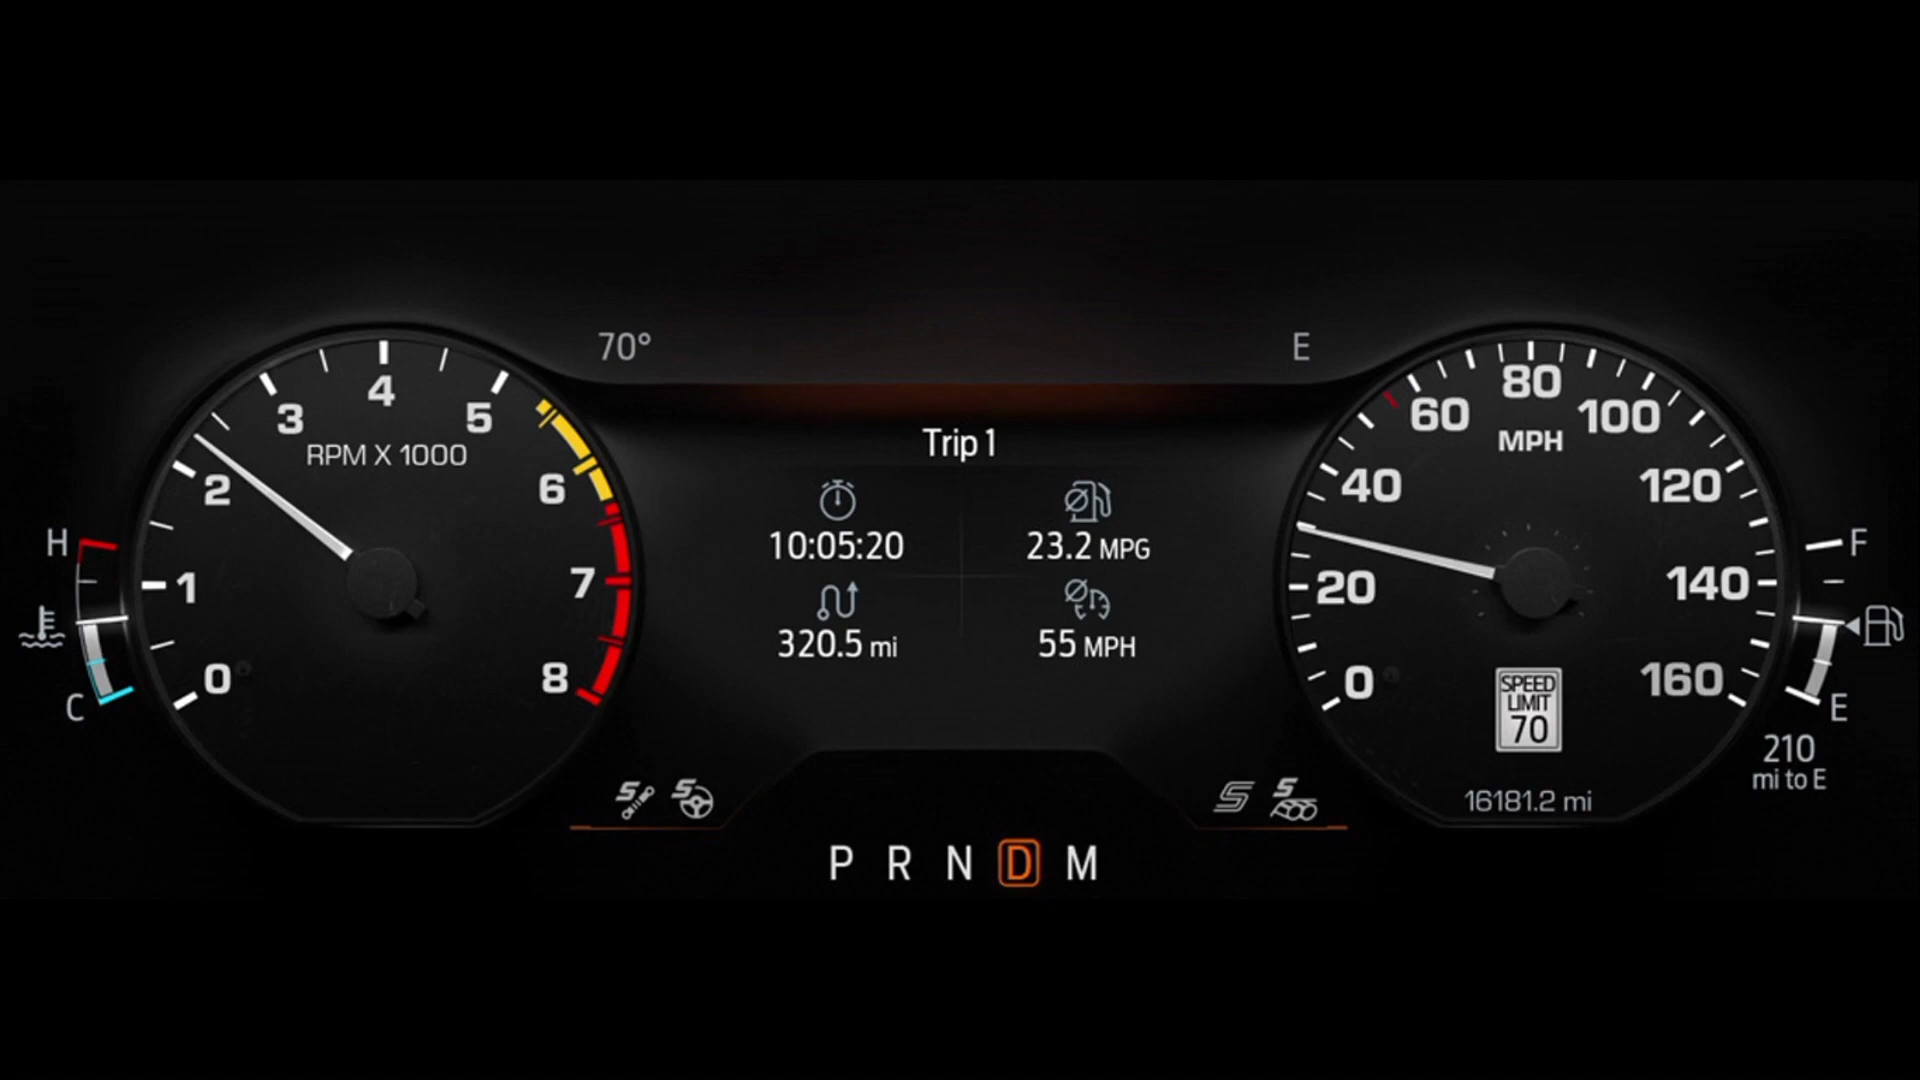 70°
E
4
3
5
RPM X 1000
2
6
1
7
0
8
H
C
Trip 1
10:05:20
23.2 MPG
320.5 mi
55 MPH
80
60
100
MPH
40
120
20
140
0
160
SPEED
LIMIT
70
16181.2 mi
F
E
210
mi to E
S
S
S
S
P R N D M